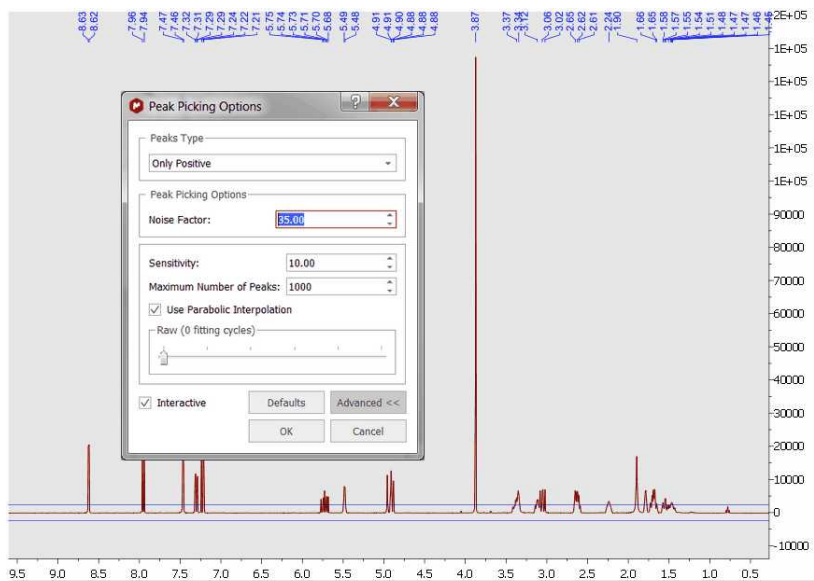 8.63 8.62 7.96 7.94 7.47 7.46 7.32 7.31 7.29 7.29 7.24 7.22 7.21 5.75 5.74 5.73 5.71 5.70 5.68 5.49 5.48 4.91 4.91 4.90 4.88 4.88 4.88 3.87 3.37 3.34 3.12 3.06 3.02 2.65 2.62 2.61 2.24 1.90 1.66 1.65 1.58 1.57 1.55 1.54 1.51 1.48 1.47 1.47 1.46 1.46
Peak Picking Options
Peaks Type
Only Positive
Peak Picking Options
Noise Factor: 35.00
Sensitivity: 10.00
Maximum Number of Peaks: 1000
Use Parabolic Interpolation
Raw (0 fitting cycles)
Interactive Defaults Advanced <<
OK Cancel
2E+05
1E+05
1E+05
1E+05
1E+05
1E+05
90000
80000
70000
60000
50000
40000
30000
20000
10000
0
-10000
9.5 9.0 8.5 8.0 7.5 7.0 6.5 6.0 5.5 5.0 4.5 4.0 3.5 3.0 2.5 2.0 1.5 1.0 0.5